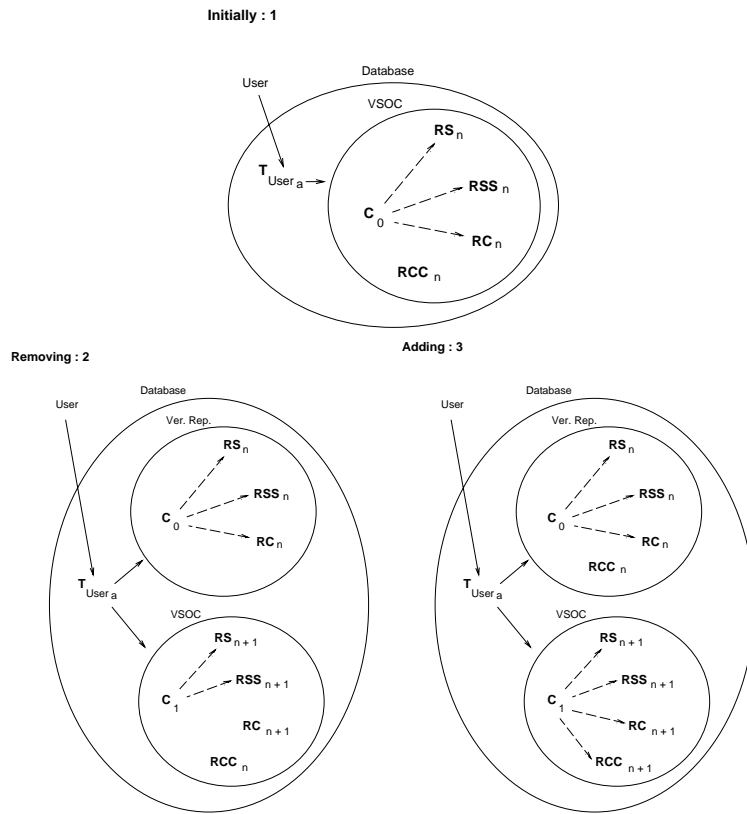 Initially : 1
Database
User
VSOC
RS n
T User a
RSS n
C 0
RC n
RCC n
Removing : 2
Database
User
Ver. Rep.
RS n
RSS n
C 0
RC n
T User a
VSOC
RS n + 1
RSS n + 1
C 1
RC n + 1
RCC n
Adding : 3
Database
User
Ver. Rep.
RS n
RSS n
C 0
RC n
RCC n
T User a
VSOC
RS n + 1
RSS n + 1
C 1
RC n + 1
RCC n + 1